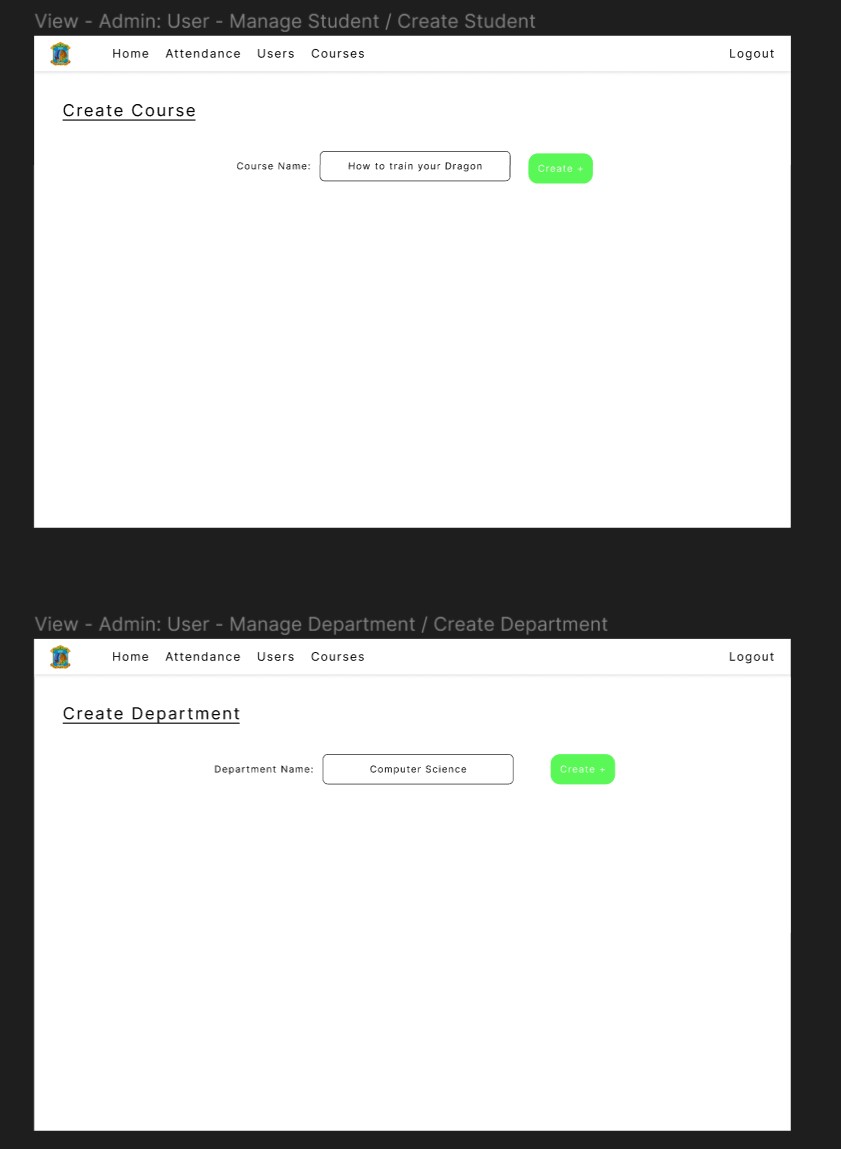 View - Admin: User - Manage Student / Create Student
Home Attendance Users Courses Logout
Create Course
Course Name: How to train your Dragon Create +
View - Admin: User - Manage Department / Create Department
Home Attendance Users Courses Logout
Create Department
Department Name: Computer Science Create +